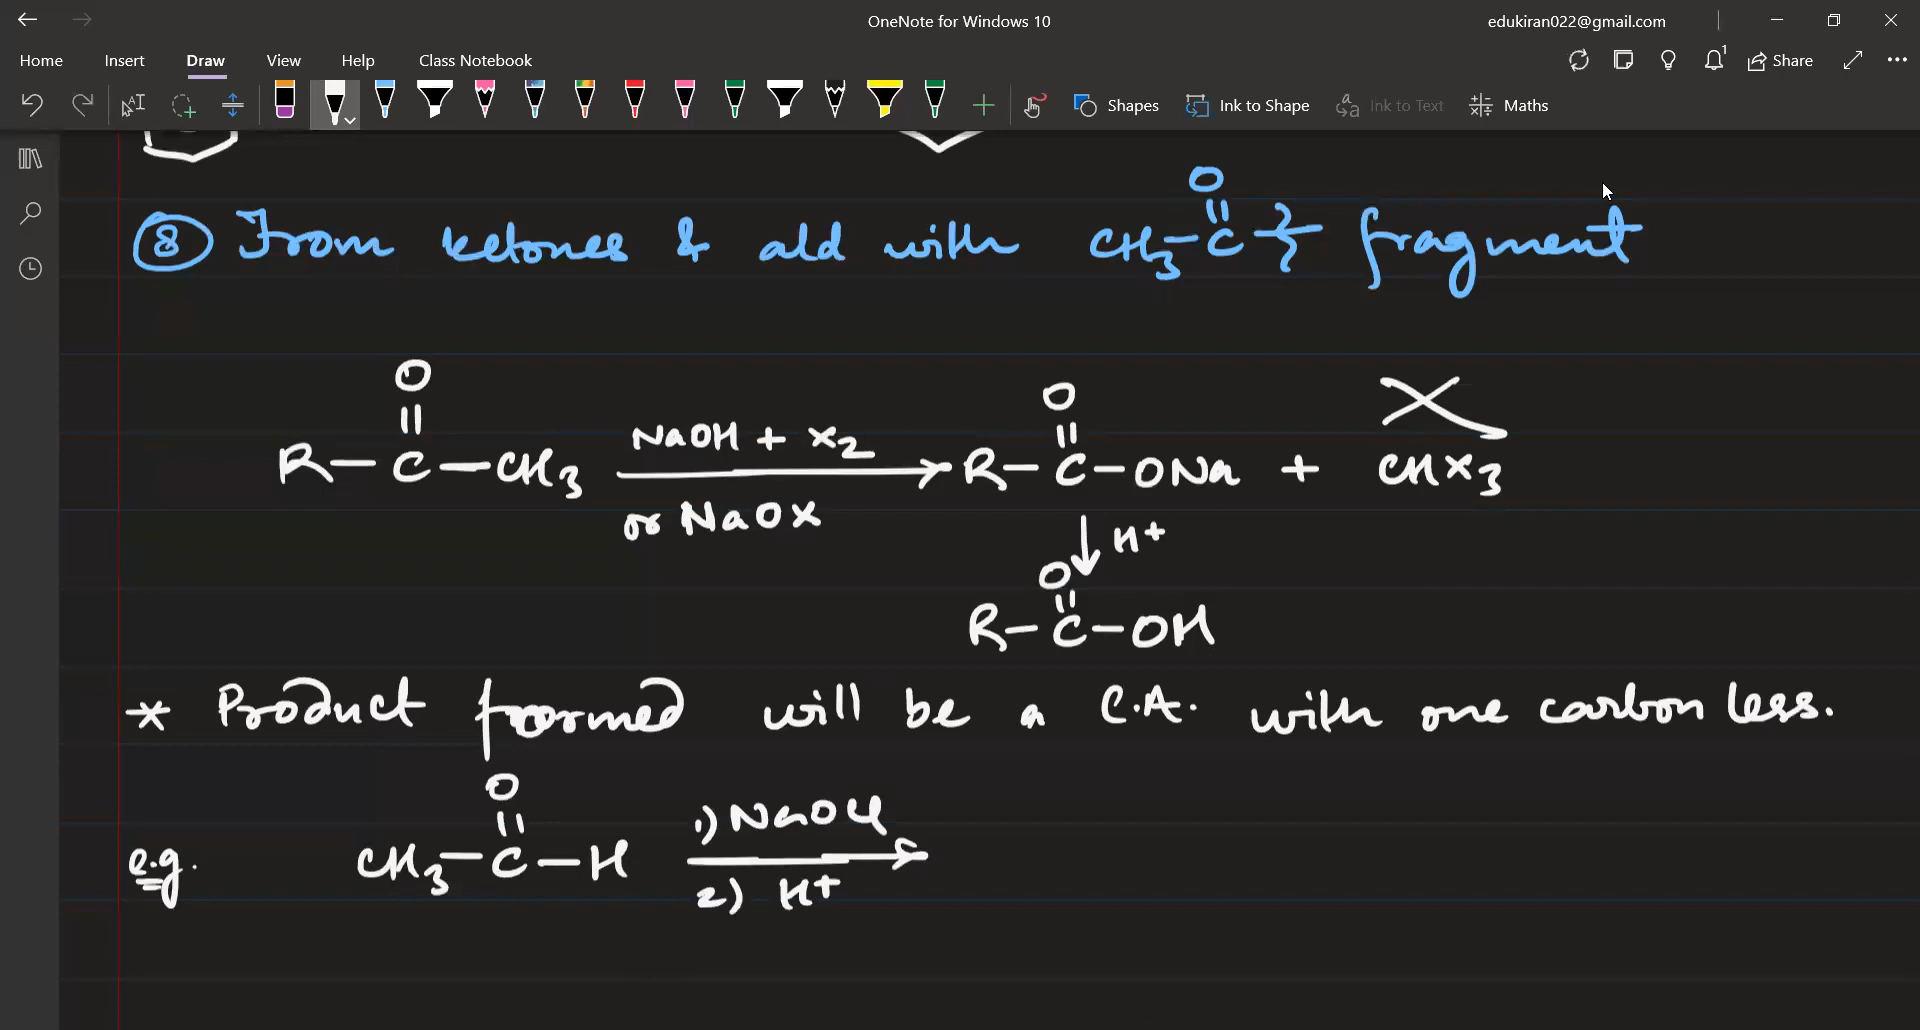 OneNote for Windows 10
edukiran022@gmail.com
Home Insert Draw View Help Class Notebook
1
Share
Shapes Ink to Shape Ink to Text Maths
O
||
⑧ From ketones & ald with CH₃-C-} fragment
O O
|| ||
R-C-CH₃ NaOH + X₂ → R-C-ONa + CHX₃
or NaOX
↓ H⁺
O
||
R-C-OH
* Product formed will be a C.A. with one carbon less.
O
||
e.g. CH₃-C-H 1) NaOCl →
2) H⁺